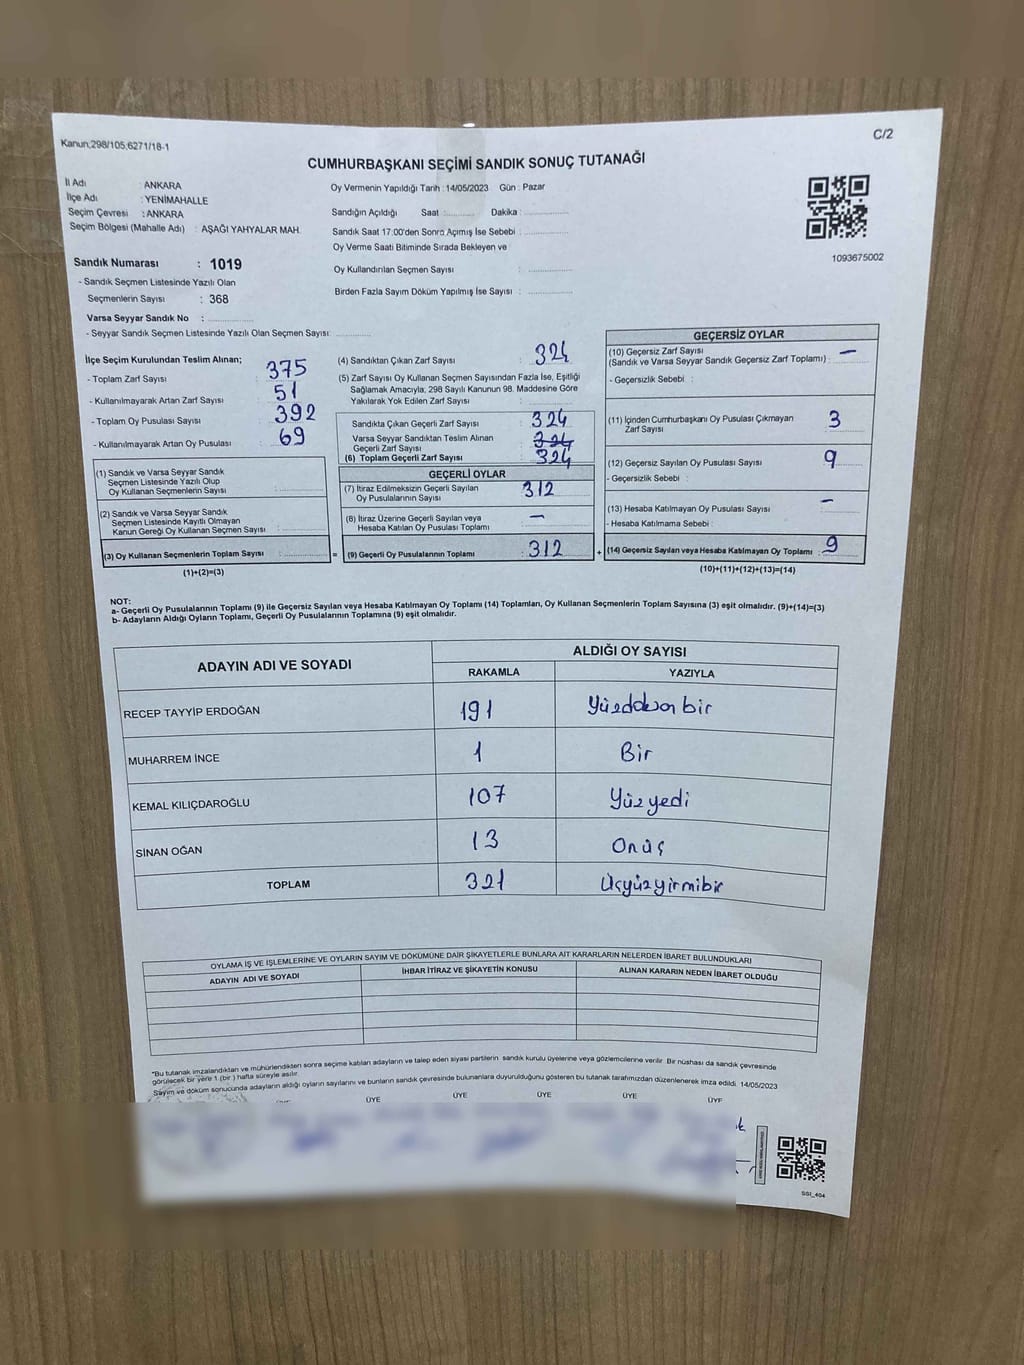 Kanun;298/105;6271/18-1
C/2
CUMHURBAŞKANI SEÇİMİ SANDIK SONUÇ TUTANAĞI
İl Adı : ANKARA
İlçe Adı : YENİMAHALLE
Seçim Çevresi : ANKARA
Seçim Bölgesi (Mahalle Adı) : AŞAĞI YAHYALAR MAH.
Sandık Numarası : 1019
- Sandık Seçmen Listesinde Yazılı Olan
Seçmenlerin Sayısı : 368
Varsa Seyyar Sandık No :
- Seyyar Sandık Seçmen Listesinde Yazılı Olan Seçmen Sayısı:
Oy Vermenin Yapıldığı Tarih : 14/05/2023 Gün : Pazar
Sandığın Açıldığı Saat : Dakika :
Sandık Saat 17:00'den Sonra Açımış İse Sebebi :
Oy Verme Saati Bitiminde Sırada Bekleyen ve
Oy Kullandırılan Seçmen Sayısı :
Birden Fazla Sayım Döküm Yapılmış İse Sayısı :
1093675002
İlçe Seçim Kurulundan Teslim Alınan;
- Toplam Zarf Sayısı : 375
- Kullanılmayarak Artan Zarf Sayısı : 51
- Toplam Oy Pusulası Sayısı : 392
- Kullanılmayarak Artan Oy Pusulası : 69
(1) Sandık ve Varsa Seyyar Sandık
Seçmen Listesinde Yazılı Olup
Oy Kullanan Seçmenlerin Sayısı :
(2) Sandık ve Varsa Seyyar Sandık
Seçmen Listesinde Kayıtlı Olmayan
Kanun Gereği Oy Kullanan Seçmen Sayısı :
(3) Oy Kullanan Seçmenlerin Toplam Sayısı : =
(1)+(2)=(3)
(4) Sandıktan Çıkan Zarf Sayısı : 324
(5) Zarf Sayısı Oy Kullanan Seçmen Sayısından Fazla İse, Eşitliği
Sağlamak Amacıyla, 298 Sayılı Kanunun 98. Maddesine Göre
Yakılarak Yok Edilen Zarf Sayısı :
Sandıkta Çıkan Geçerli Zarf Sayısı : 324
Varsa Seyyar Sandıktan Teslim Alınan
Geçerli Zarf Sayısı : 324
(6) Toplam Geçerli Zarf Sayısı : 324
GEÇERLİ OYLAR
(7) İtiraz Edilmeksizin Geçerli Sayılan
Oy Pusulalarının Sayısı : 312
(8) İtiraz Üzerine Geçerli Sayılan veya
Hesaba Katılan Oy Pusulası Toplamı : —
(9) Geçerli Oy Pusulalarının Toplamı : 312 +
GEÇERSİZ OYLAR
(10) Geçersiz Zarf Sayısı
(Sandık ve Varsa Seyyar Sandık Geçersiz Zarf Toplamı) : —
- Geçersizlik Sebebi :
(11) İçinden Cumhurbaşkanı Oy Pusulası Çıkmayan
Zarf Sayısı : 3
(12) Geçersiz Sayılan Oy Pusulası Sayısı : 9
- Geçersizlik Sebebi :
(13) Hesaba Katılmayan Oy Pusulası Sayısı : —
- Hesaba Katılmama Sebebi :
(14) Geçersiz Sayılan veya Hesaba Katılmayan Oy Toplamı : 9
(10)+(11)+(12)+(13)=(14)
NOT:
a- Geçerli Oy Pusulalarının Toplamı (9) ile Geçersiz Sayılan veya Hesaba Katılmayan Oy Toplamı (14) Toplamları, Oy Kullanan Seçmenlerin Toplam Sayısına (3) eşit olmalıdır. (9)+(14)=(3)
b- Adayların Aldığı Oyların Toplamı, Geçerli Oy Pusulalarının Toplamına (9) eşit olmalıdır.
ADAYIN ADI VE SOYADI ALDIĞI OY SAYISI
RAKAMLA YAZIYLA
RECEP TAYYİP ERDOĞAN 191 Yüzdoksanbir
MUHARREM İNCE 1 Bir
KEMAL KILIÇDAROĞLU 107 Yüzyedi
SİNAN OĞAN 13 Onüç
TOPLAM 321 Üçyüzyirmibir
OYLAMA İŞ VE İŞLEMLERİNE VE OYLARIN SAYIM VE DÖKÜMÜNE DAİR ŞİKAYETLERLE BUNLARA AİT KARARLARIN NELERDEN İBARET BULUNDUKLARI
ADAYIN ADI VE SOYADI İHBAR İTİRAZ VE ŞİKAYETİN KONUSU ALINAN KARARIN NEDEN İBARET OLDUĞU
"Bu tutanak imzalandıktan ve mühürlendikten sonra seçime katılan adayların ve talep eden siyasi partilerin sandık kurulu üyelerine veya gözlemcilerine verilir. Bir nüshası da sandık çevresinde
görülecek bir yere 1 (bir) hafta süreyle asılır.
Sayım ve döküm sonucunda adayların aldığı oyların sayılarını ve bunların sandık çevresinde bulunanlara duyurulduğunu gösteren bu tutanak tarafımızdan düzenlenerek imza edildi. 14/05/2023
ÜYE ÜYE ÜYE ÜYE ÜYE
SSI_404